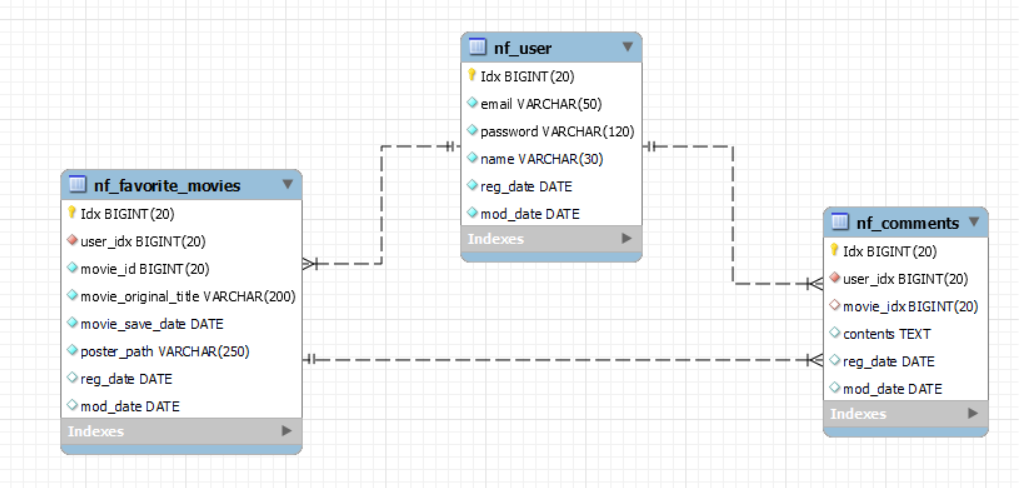 nf_user
Idx BIGINT(20)
email VARCHAR(50)
password VARCHAR(120)
name VARCHAR(30)
reg_date DATE
mod_date DATE
Indexes
nf_favorite_movies
Idx BIGINT(20)
user_idx BIGINT(20)
movie_id BIGINT(20)
movie_original_title VARCHAR(200)
movie_save_date DATE
poster_path VARCHAR(250)
reg_date DATE
mod_date DATE
Indexes
nf_comments
Idx BIGINT(20)
user_idx BIGINT(20)
movie_idx BIGINT(20)
contents TEXT
reg_date DATE
mod_date DATE
Indexes